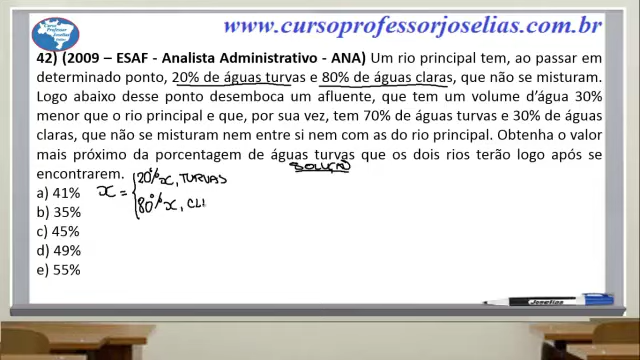 Curso
Professor
Joselias
www.cursoprofessorjoselias.com.br
42) (2009 – ESAF - Analista Administrativo - ANA) Um rio principal tem, ao passar em
determinado ponto, 20% de águas turvas e 80% de águas claras, que não se misturam.
Logo abaixo desse ponto desemboca um afluente, que tem um volume d’água 30%
menor que o rio principal e que, por sua vez, tem 70% de águas turvas e 30% de águas
claras, que não se misturam nem entre si nem com as do rio principal. Obtenha o valor
mais próximo da porcentagem de águas turvas que os dois rios terão logo após se
encontrarem.
SOLUÇÃO
a) 41%
b) 35%
c) 45%
d) 49%
e) 55%
x = { 20% x, TURVAS
80% x, CL